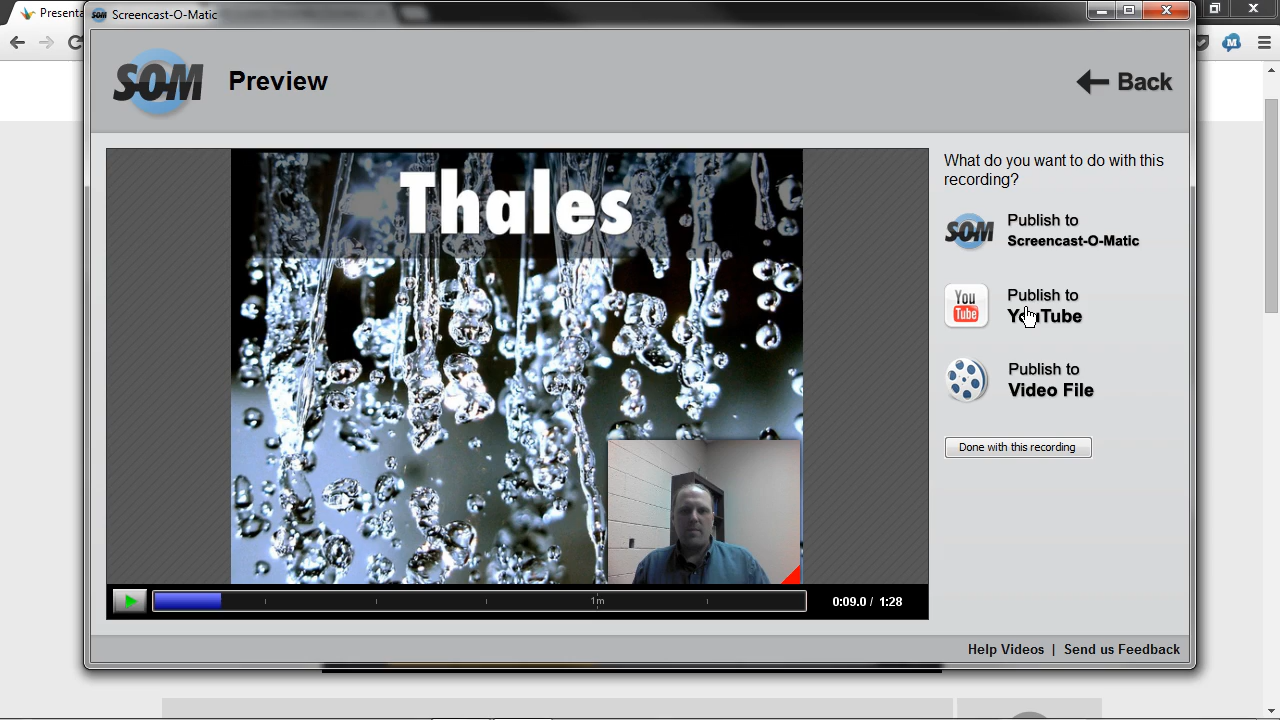 Presenta
Screencast-O-Matic
SOM
Preview
Back
Thales
What do you want to do with this
recording?
SOM
Publish to
Screencast-O-Matic
You
Tube
Publish to
YouTube
Publish to
Video File
Done with this recording
1m
0:09.0 / 1:28
Help Videos | Send us Feedback
M